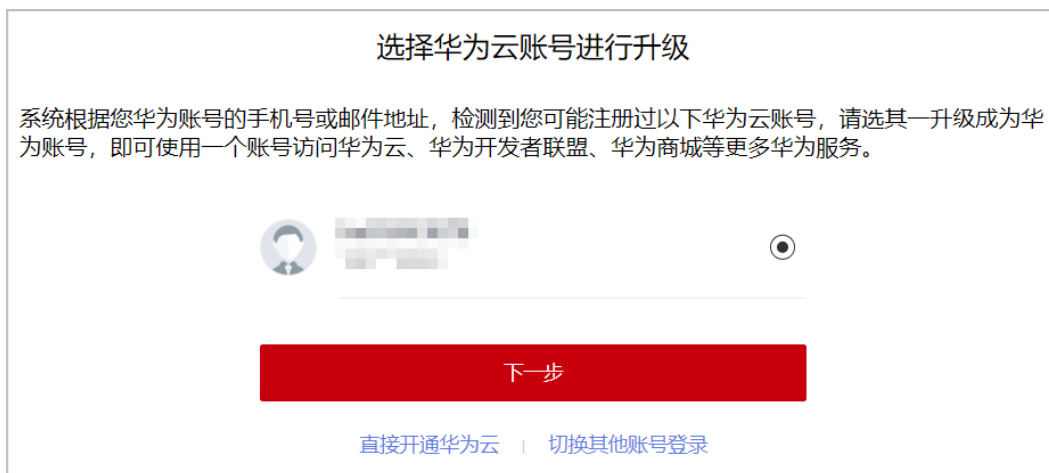 选择华为云账号进行升级
系统根据您华为账号的手机号或邮件地址，检测到您可能注册过以下华为云账号，请选其一升级成为华
为账号，即可使用一个账号访问华为云、华为开发者联盟、华为商城等更多华为服务。
下一步
直接开通华为云 | 切换其他账号登录